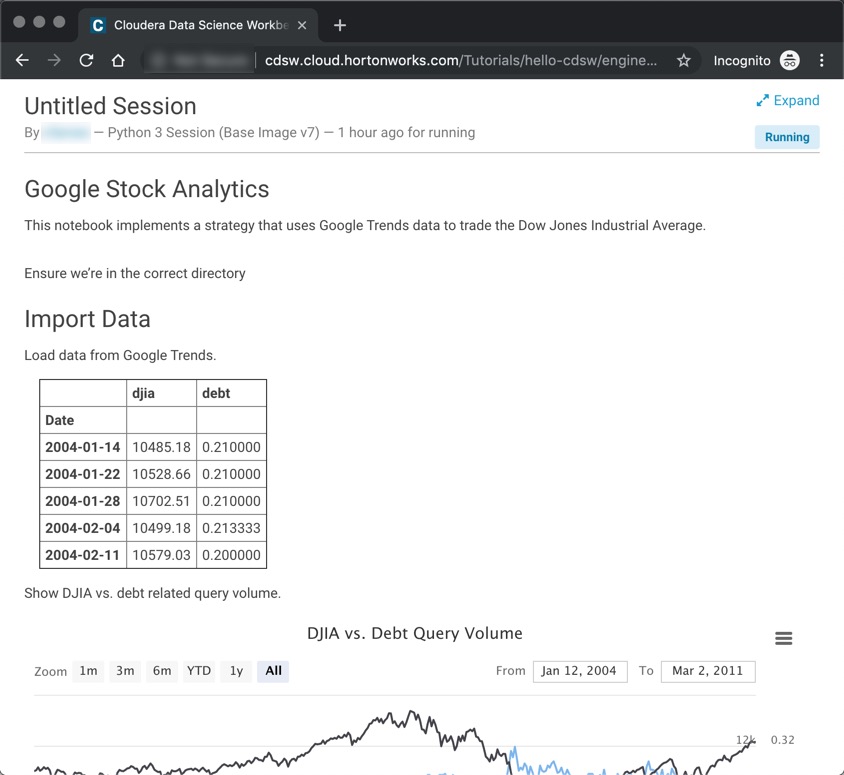 Cloudera Data Science Workbe
cdsw.cloud.hortonworks.com/Tutorials/hello-cdsw/engine...
Incognito
Untitled Session
Expand
By — Python 3 Session (Base Image v7) — 1 hour ago for running
Running
Google Stock Analytics
This notebook implements a strategy that uses Google Trends data to trade the Dow Jones Industrial Average.
Ensure we’re in the correct directory
Import Data
Load data from Google Trends.
djia debt
Date
2004-01-14 10485.18 0.210000
2004-01-22 10528.66 0.210000
2004-01-28 10702.51 0.210000
2004-02-04 10499.18 0.213333
2004-02-11 10579.03 0.200000
Show DJIA vs. debt related query volume.
DJIA vs. Debt Query Volume
Zoom 1m 3m 6m YTD 1y All From Jan 12, 2004 To Mar 2, 2011
12k 0.32